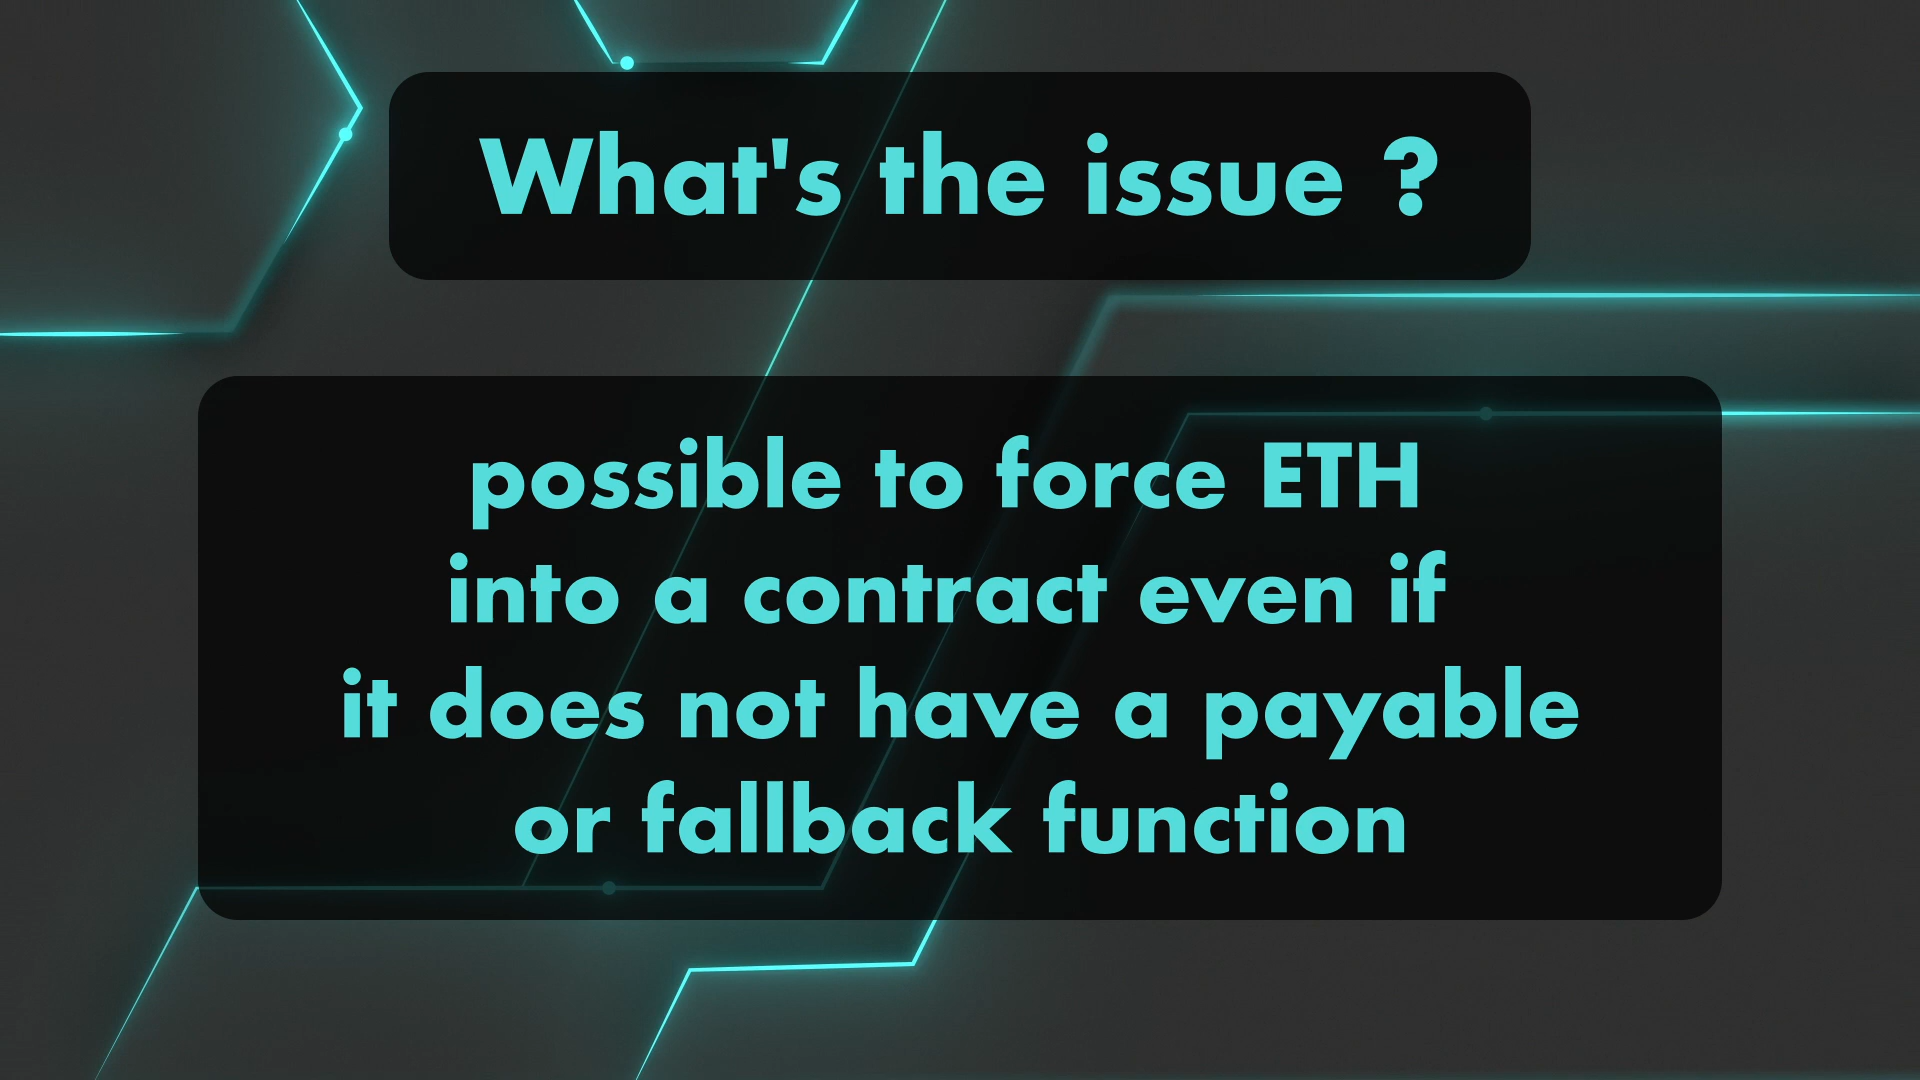 What's the issue ?
possible to force ETH
into a contract even if
it does not have a payable
or fallback function